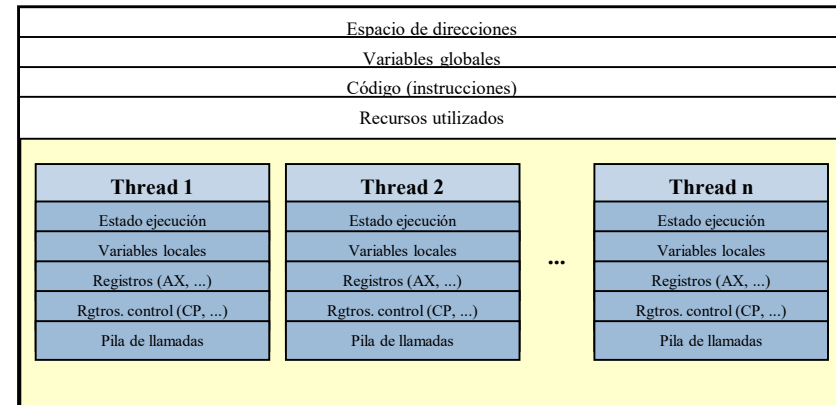 Espacio de direcciones
Variables globales
Código (instrucciones)
Recursos utilizados
Thread 1
Estado ejecución
Variables locales
Registros (AX, ...)
Rgtros. control (CP, ...)
Pila de llamadas
Thread 2
Estado ejecución
Variables locales
Registros (AX, ...)
Rgtros. control (CP, ...)
Pila de llamadas
...
Thread n
Estado ejecución
Variables locales
Registros (AX, ...)
Rgtros. control (CP, ...)
Pila de llamadas